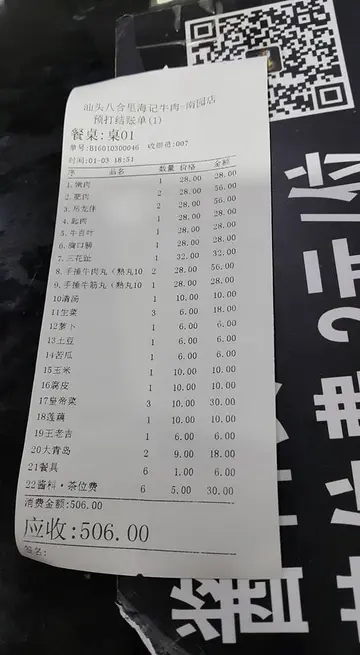 汕头八合里海记牛肉-南园店
预打结账单(1)
餐桌:桌01
单号:B16010300046 收银员:007
时间:01-03 18:51
序 品名 数量 价格 金额
1.嫩肉 1 28.00 28.00
2.肥肉 2 28.00 56.00
3.吊龙伴 2 28.00 56.00
4.匙肉 1 28.00 28.00
5.牛百叶 1 28.00 28.00
6.胸口朥 1 28.00 28.00
7.三花趾 1 32.00 32.00
8.手捶牛肉丸(熟丸10 2 28.00 56.00
9.手捶牛筋丸(熟丸10 1 28.00 28.00
10清汤 1 10.00 10.00
11生菜 3 6.00 18.00
12萝卜 1 6.00 6.00
13土豆 1 6.00 6.00
14苦瓜 1 6.00 6.00
15玉米 1 10.00 10.00
16腐皮 1 10.00 10.00
17皇帝菜 3 10.00 30.00
18莲藕 1 10.00 10.00
19王老吉 1 6.00 6.00
20大青岛 2 9.00 18.00
21餐具 6 1.00 6.00
22酱料·茶位费 6 5.00 30.00
消费金额:506.00
应收:506.00
签名: